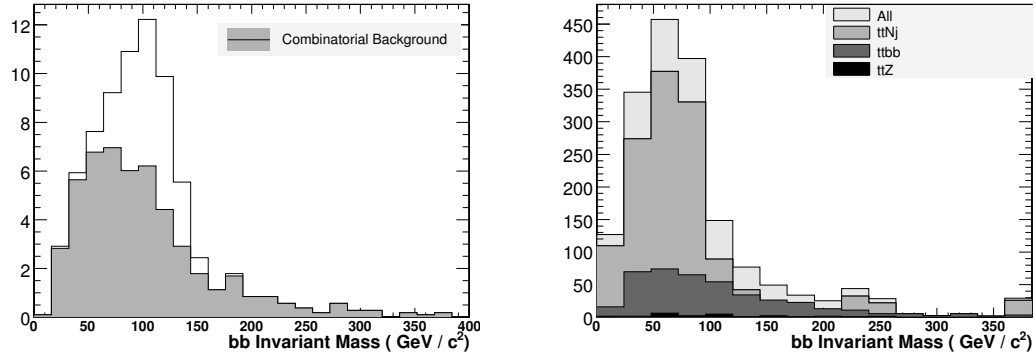 12
10
8
6
4
2
0
Combinatorial Background
0 50 100 150 200 250 300 350 400
bb Invariant Mass ( GeV / c²)
450
400
350
300
250
200
150
100
50
0
All
ttNj
ttbb
ttZ
0 50 100 150 200 250 300 350
bb Invariant Mass ( GeV / c²)